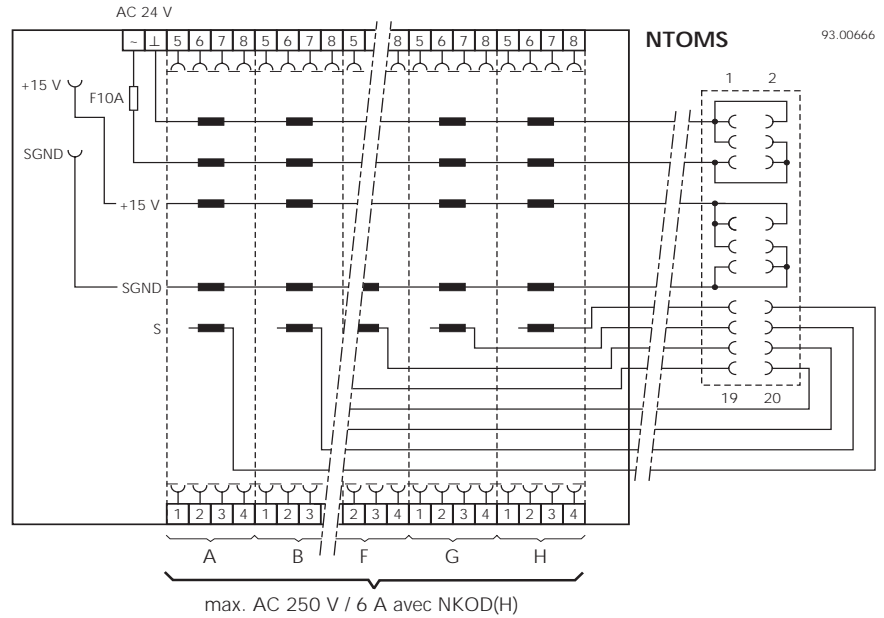 AC 24 V
~ ⊥ 5 6 7 8 5 6 7 8 5 8 5 6 7 8 5 6 7 8
NTOMS
93.00666
1 2
+15 V
F10A
SGND
+15 V
SGND
S
19 20
1 2 3 4 1 2 3 2 3 4 1 2 3 4 1 2 3 4
A B F G H
max. AC 250 V / 6 A avec NKOD(H)